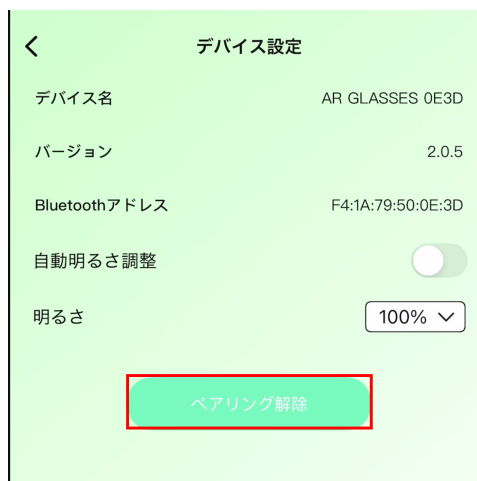 デバイス設定
デバイス名 AR GLASSES 0E3D
バージョン 2.0.5
Bluetoothアドレス F4:1A:79:50:0E:3D
自動明るさ調整
明るさ 100%
ペアリング解除